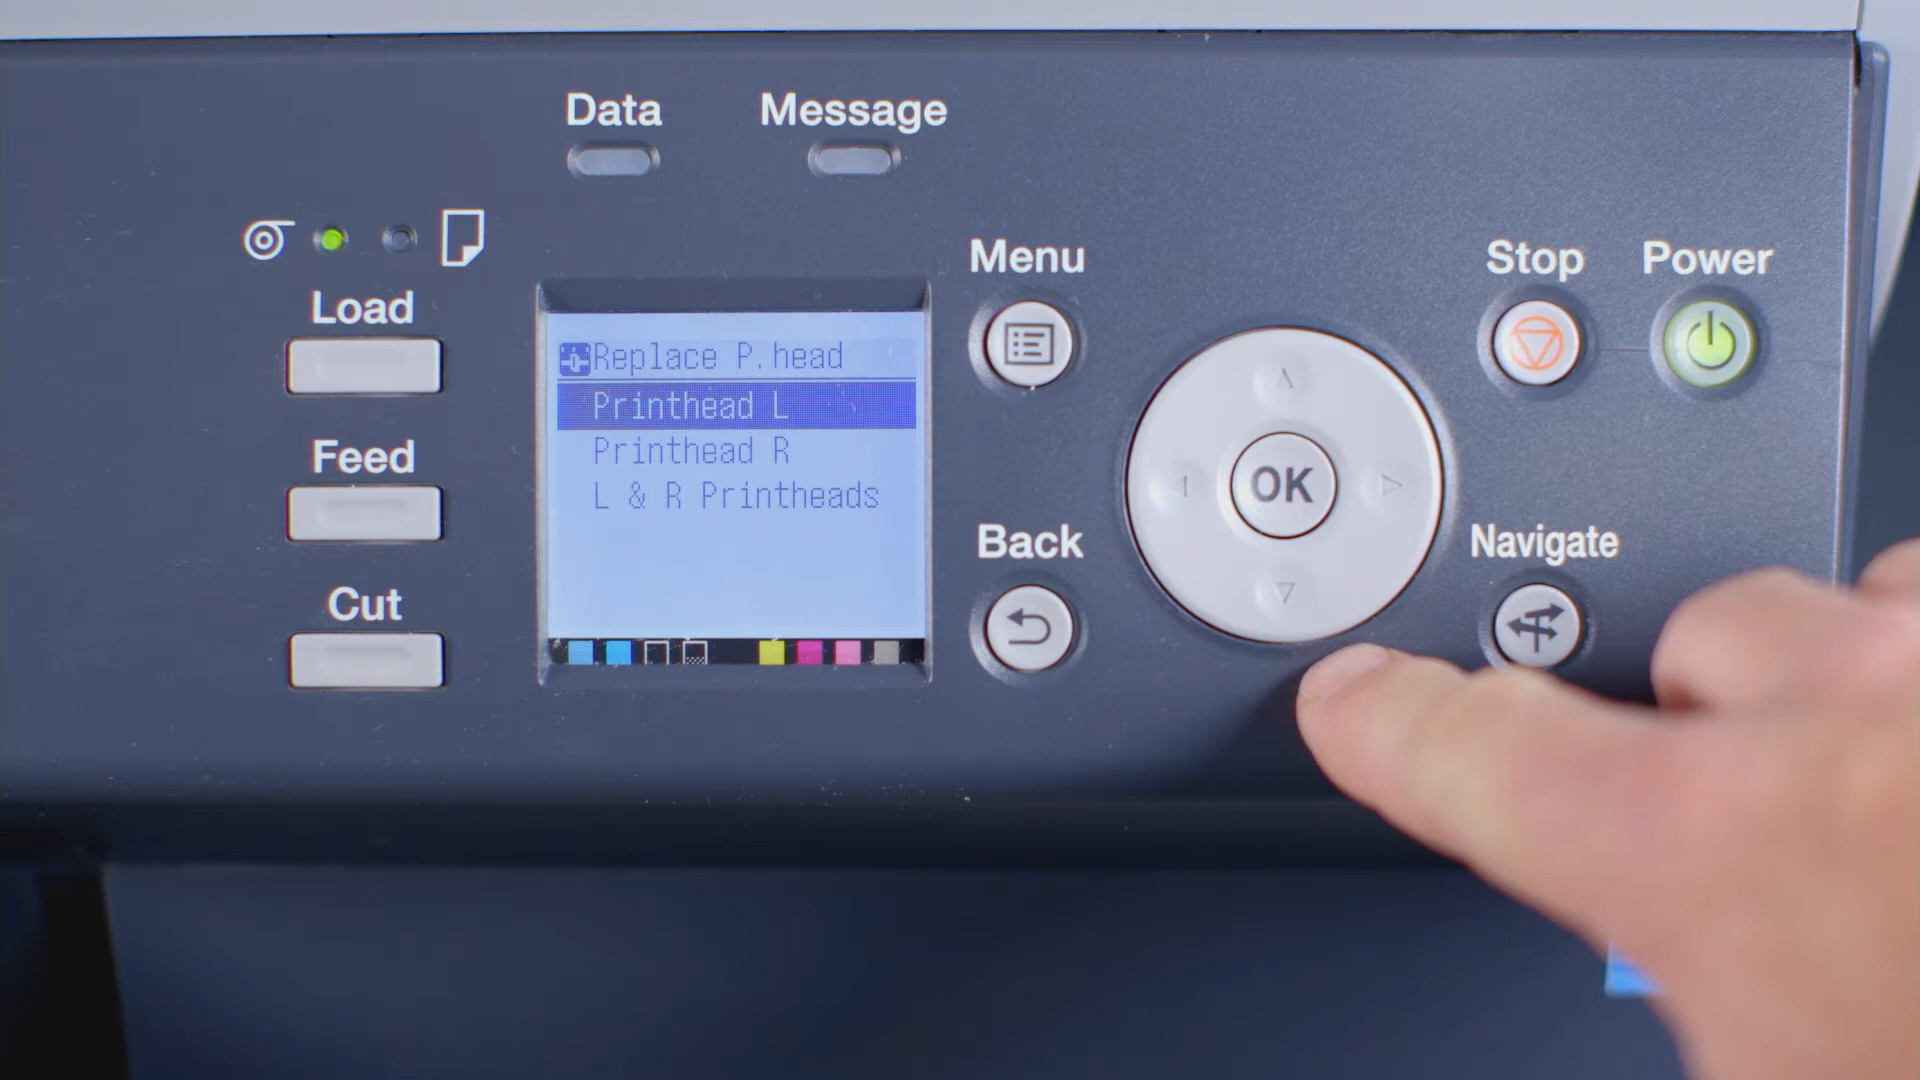 Data
Message
Load
Feed
Cut
Replace P.head
Printhead L
Printhead R
L & R Printheads
Menu
Back
OK
Stop
Power
Navigate